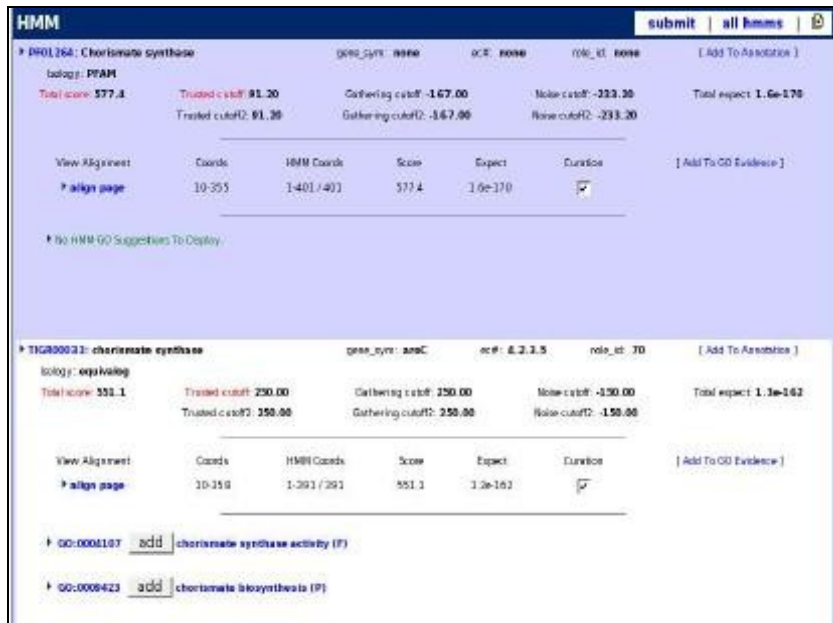 HMM submit | all hmms |
PF01264: Chorismate synthase gene_sym: none ec#: none role_id: none [ Add To Annotation ]
Isology: PFAM
Total score: 577.4 Trusted cutoff: 91.20 Gathering cutoff: -167.00 Noise cutoff: -233.20 Total expect: 1.6e-170
Trusted cutoff2: 91.20 Gathering cutoff2: -167.00 Noise cutoff2: -233.20
View Alignment Coords HMM Coords Score Expect Curation [ Add To GO Evidence ]
align page 10-355 1-401 / 401 577.4 1.6e-170
No HMM GO Suggestions To Display.
chorismate synthase gene_sym: aroC ec#: 4.2.3.5 role_id: 70 [ Add To Annotation ]
Isology: equivalog
Total score: 551.1 Trusted cutoff: 250.00 Gathering cutoff: 250.00 Noise cutoff: -150.00 Total expect: 1.3e-162
Trusted cutoff2: 250.00 Gathering cutoff2: 250.00 Noise cutoff2: -150.00
View Alignment Coords HMM Coords Score Expect Curation [ Add To GO Evidence ]
align page 10-359 1-391 / 391 551.1 1.3e-162
GO:0004107 add chorismate synthase activity (F)
GO:0009423 add chorismate biosynthesis (P)